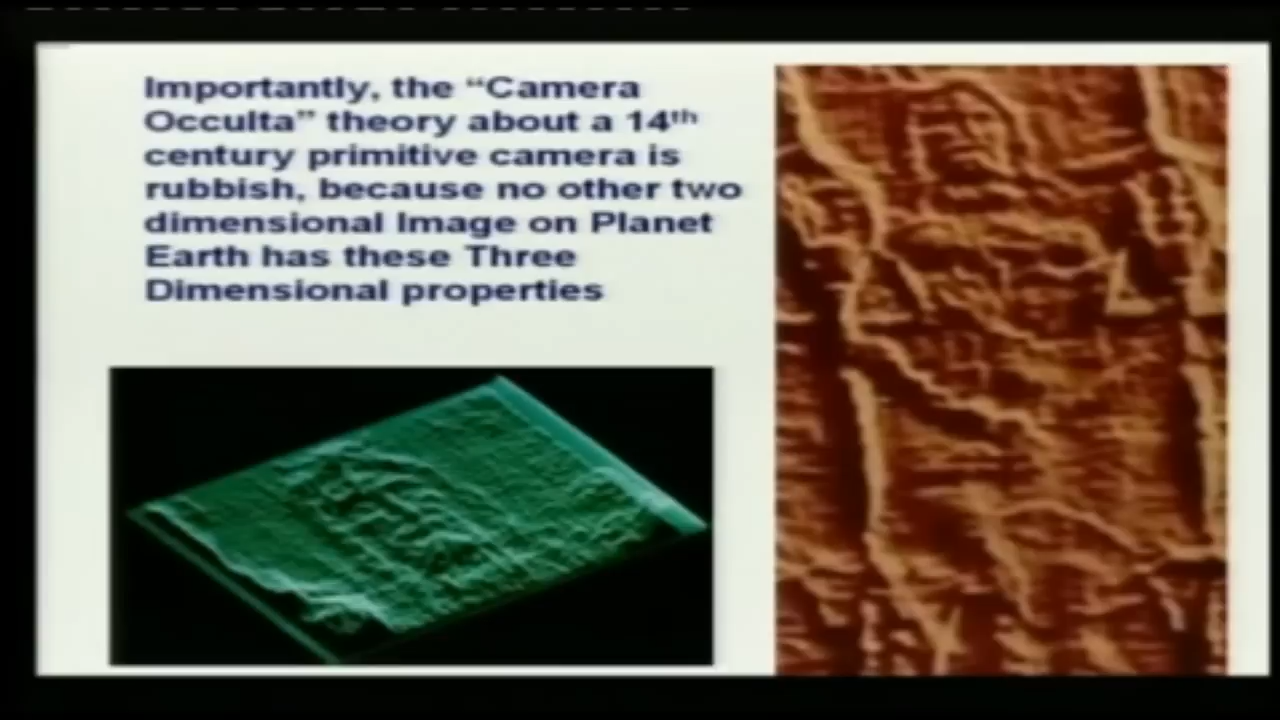 Importantly, the “Camera
Occulta” theory about a 14th
century primitive camera is
rubbish, because no other two
dimensional Image on Planet
Earth has these Three
Dimensional properties